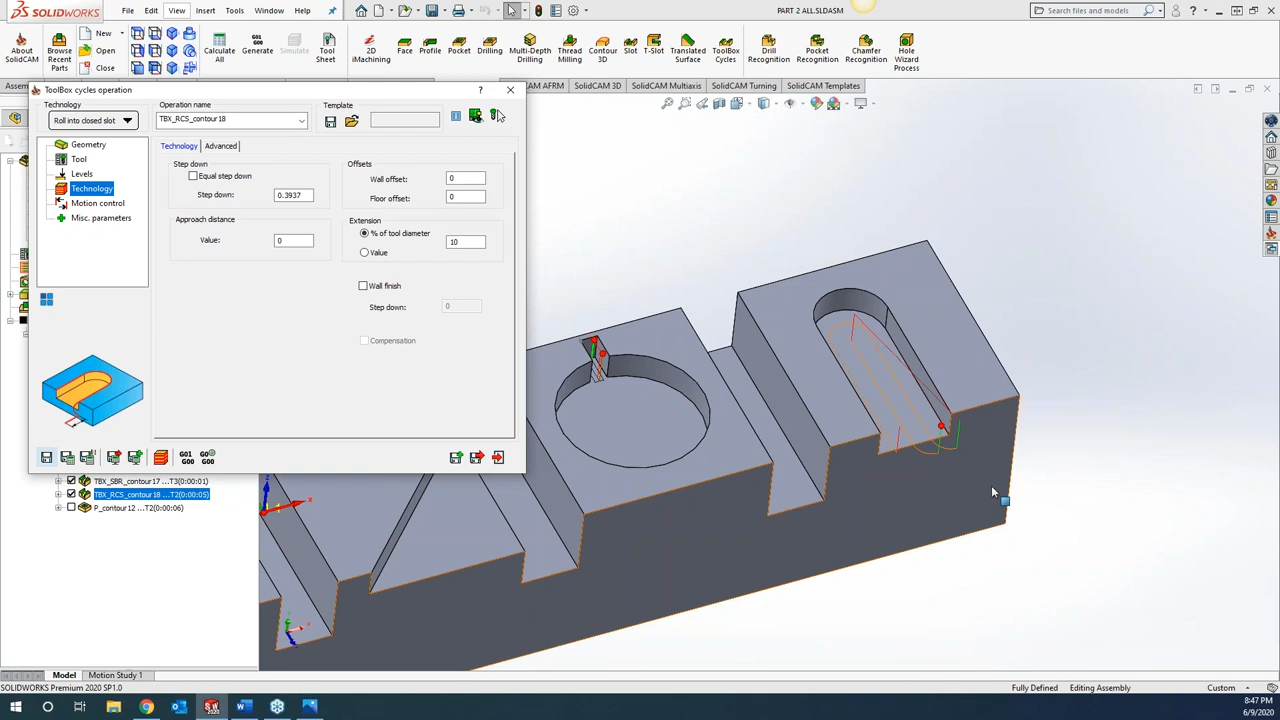 SOLIDWORKS
File Edit View Insert Tools Window Help
PART 2 ALL.SLDASM
Search files and models
About SolidCAM
Browse Recent Parts
New
Open
Close
Calculate All
Generate
Simulate
Tool Sheet
2D iMachining
Face
Profile
Pocket
Drilling
Multi-Depth Drilling
Thread Milling
Contour 3D
Slot
T-Slot
Translated Surface
ToolBox Cycles
Drill Recognition
Pocket Recognition
Chamfer Recognition
Hole Wizard Process
Assem
CAM AFRM
SolidCAM 3D
SolidCAM Multiaxis
SolidCAM Turning
SolidCAM Templates
ToolBox cycles operation
?
Technology
Roll into closed slot
Operation name
TBX_RCS_contour18
Template
Geometry
Tool
Levels
Technology
Motion control
Misc. parameters
Technology
Advanced
Step down
Equal step down
Step down: 0.3937
Approach distance
Value: 0
Offsets
Wall offset: 0
Floor offset: 0
Extension
% of tool diameter
10
Value
Wall finish
Step down: 0
Compensation
G01 G00
G0
G00
TBX_SBR_contour17 ...T3(0:00:01)
TBX_RCS_contour18 ...T2(0:00:05)
P_contour12 ...T2(0:00:06)
Model
Motion Study 1
SOLIDWORKS Premium 2020 SP1.0
Fully Defined
Editing Assembly
Custom
8:47 PM
6/9/2020